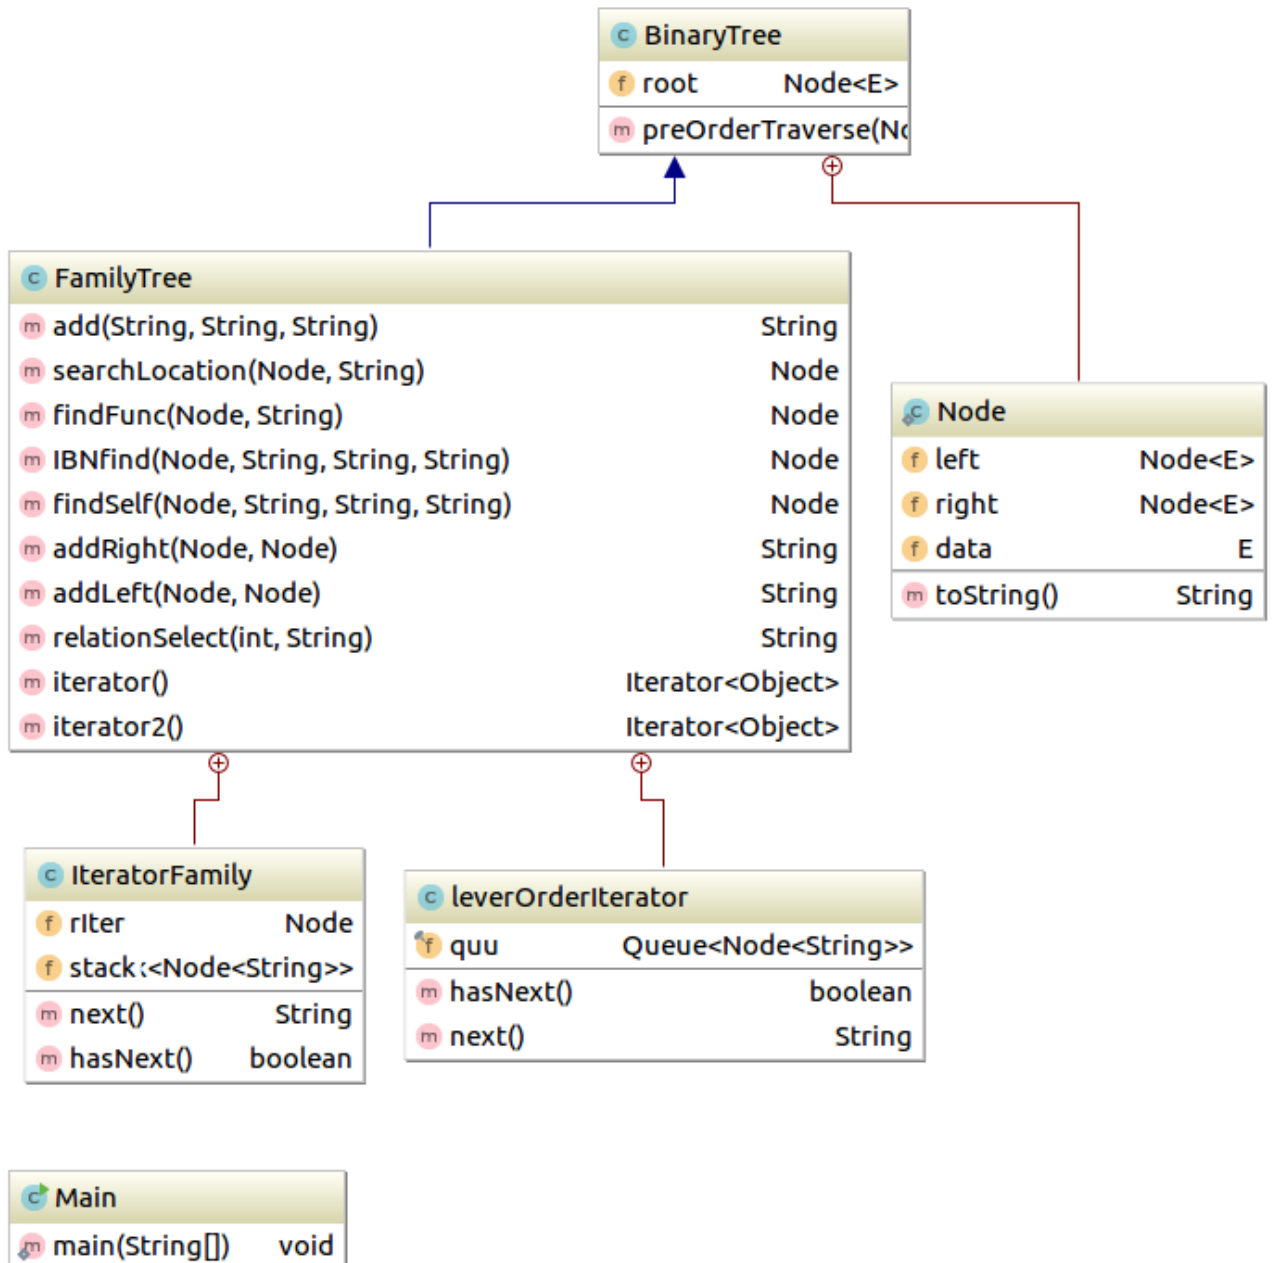 BinaryTree
root Node<E>
preOrderTraverse(No
FamilyTree
add(String, String, String) String
searchLocation(Node, String) Node
findFunc(Node, String) Node
IBNfind(Node, String, String, String) Node
findSelf(Node, String, String, String) Node
addRight(Node, Node) String
addLeft(Node, Node) String
relationSelect(int, String) String
iterator() Iterator<Object>
iterator2() Iterator<Object>
Node
left Node<E>
right Node<E>
data E
toString() String
IteratorFamily
rIter Node
stack :<Node<String>>
next() String
hasNext() boolean
leverOrderIterator
quu Queue<Node<String>>
hasNext() boolean
next() String
Main
main(String[]) void